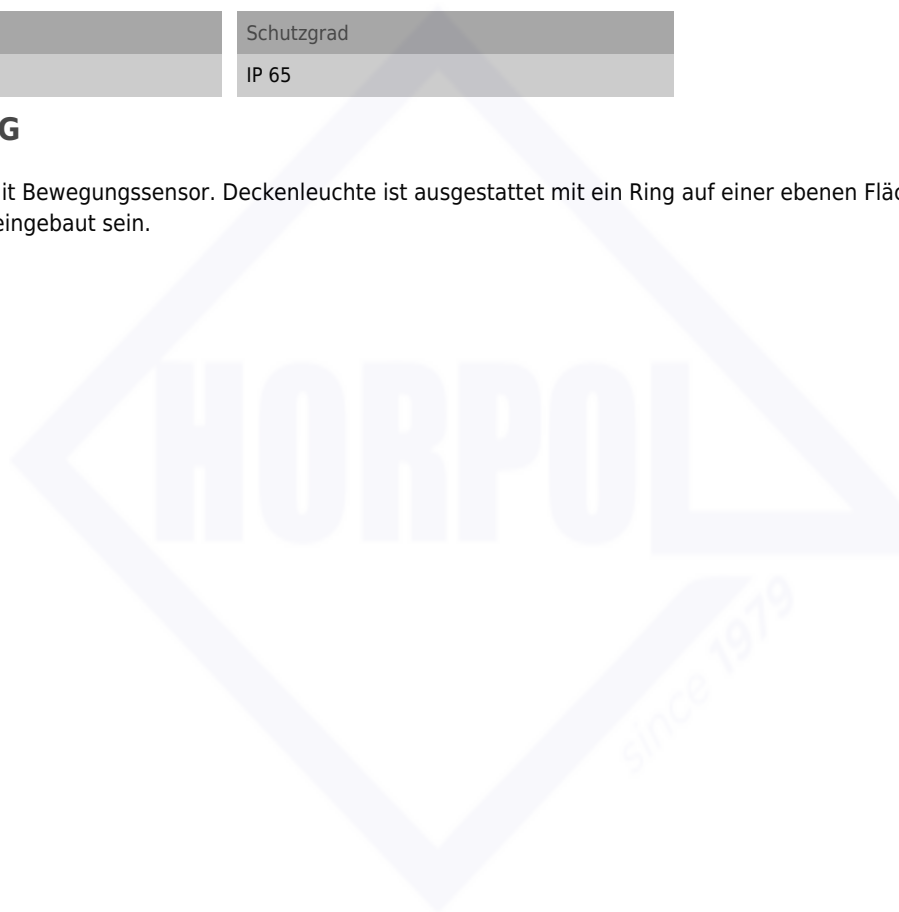 Schutzgrad
IP 65
G
it Bewegungssensor. Deckenleuchte ist ausgestattet mit ein Ring auf einer ebenen Fläc
eingebaut sein.
HORPOL
since 1979